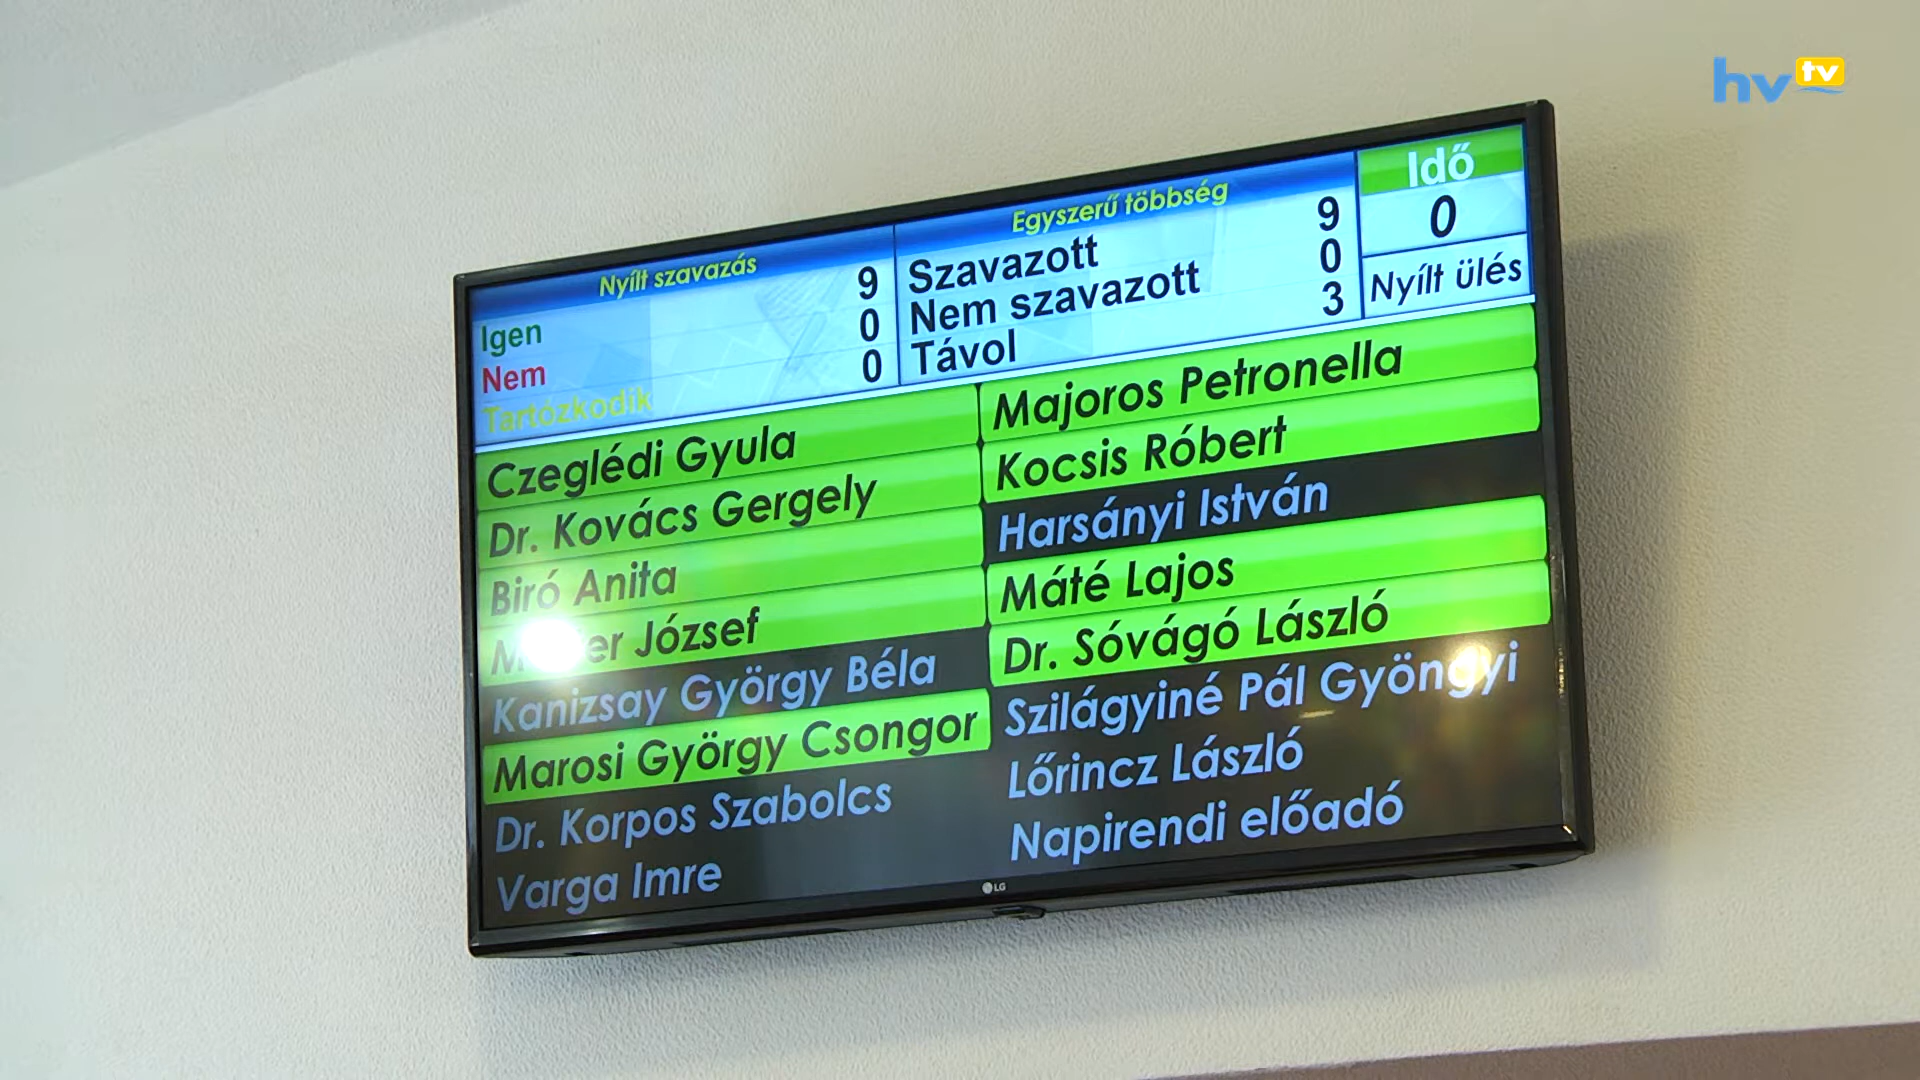 hv tv
Nyílt szavazás
Igen 9
Nem 0
Tartózkodik 0
Egyszerű többség
Szavazott 9
Nem szavazott 0
Távol 3
Idő
0
Nyílt ülés
Czeglédi Gyula
Dr. Kovács Gergely
Biró Anita
József
Kanizsay György Béla
Marosi György Csongor
Dr. Korpos Szabolcs
Varga Imre
Majoros Petronella
Kocsis Róbert
Harsányi István
Máté Lajos
Dr. Sóvágó László
Szilágyiné Pál Gyöngyi
Lőrincz László
Napirendi előadó
LG